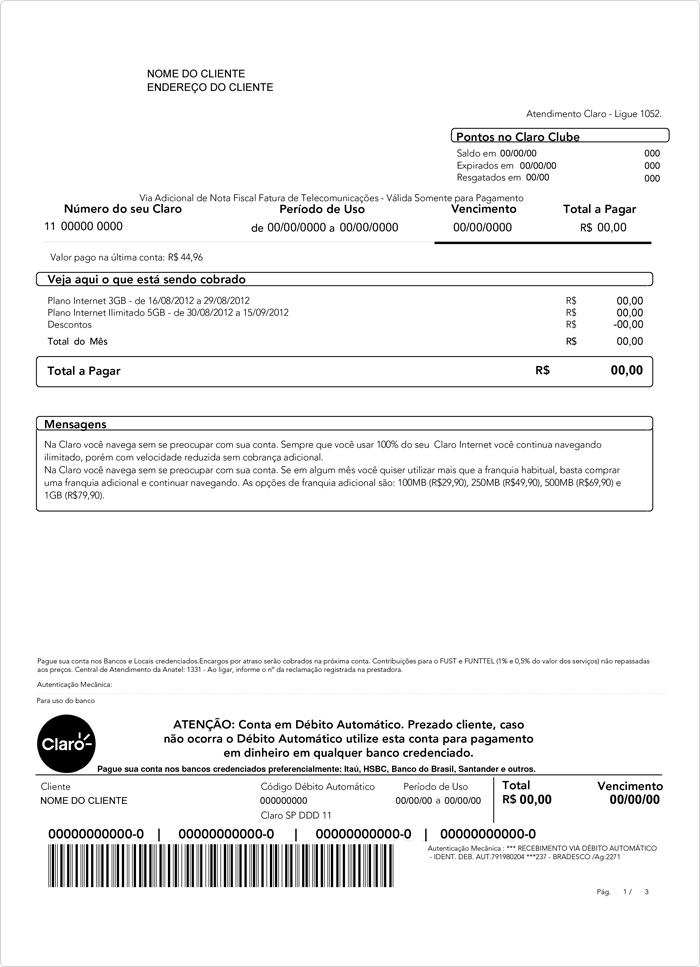 NOME DO CLIENTE
ENDEREÇO DO CLIENTE
Atendimento Claro - Ligue 1052.
Pontos no Claro Clube
Saldo em 00/00/00 000
Expirados em 00/00/00 000
Resgatados em 00/00 000
Via Adicional de Nota Fiscal Fatura de Telecomunicações - Válida Somente para Pagamento
Número do seu Claro Período de Uso Vencimento Total a Pagar
11 00000 0000 de 00/00/0000 a 00/00/0000 00/00/0000 R$ 00,00
Valor pago na última conta: R$ 44,96
Veja aqui o que está sendo cobrado
Plano Internet 3GB - de 16/08/2012 a 29/08/2012 R$ 00,00
Plano Internet Ilimitado 5GB - de 30/08/2012 a 15/09/2012 R$ 00,00
Descontos R$ -00,00
Total do Mês R$ 00,00
Total a Pagar R$ 00,00
Mensagens
Na Claro você navega sem se preocupar com sua conta. Sempre que você usar 100% do seu Claro Internet você continua navegando
ilimitado, porém com velocidade reduzida sem cobrança adicional.
Na Claro você navega sem se preocupar com sua conta. Se em algum mês você quiser utilizar mais que a franquia habitual, basta comprar
uma franquia adicional e continuar navegando. As opções de franquia adicional são: 100MB (R$29,90), 250MB (R$49,90), 500MB (R$69,90) e
1GB (R$79,90).
Pague sua conta nos Bancos e Locais credenciados.Encargos por atraso serão cobrados na próxima conta. Contribuições para o FUST e FUNTTEL (1% e 0,5% do valor dos serviços) não repassadas
aos preços. Central de Atendimento da Anatel: 1331 - Ao ligar, informe o nº da reclamação registrada na prestadora.
Autenticação Mecânica:
Para uso do banco
Claro
ATENÇÃO: Conta em Débito Automático. Prezado cliente, caso
não ocorra o Débito Automático utilize esta conta para pagamento
em dinheiro em qualquer banco credenciado.
Pague sua conta nos bancos credenciados preferencialmente: Itaú, HSBC, Banco do Brasil, Santander e outros.
Cliente Código Débito Automático Período de Uso Total Vencimento
NOME DO CLIENTE 000000000 00/00/00 a 00/00/00 R$ 00,00 00/00/00
Claro SP DDD 11
00000000000-0 | 00000000000-0 | 00000000000-0 | 00000000000-0
Autenticação Mecânica : *** RECEBIMENTO VIA DÉBITO AUTOMÁTICO
- IDENT. DEB. AUT.791980204 ***237 - BRADESCO /Ag:2271
Pág. 1 / 3